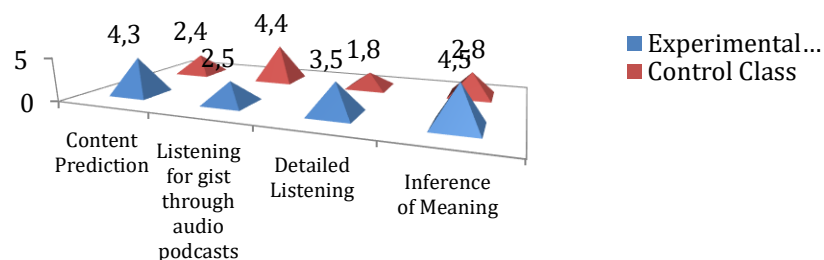 4,3
2,4
2,5
4,4
3,5
1,8
4,5
2,8
5
0
Content
Prediction
Listening
for gist
through
audio
podcasts
Detailed
Listening
Inference
of Meaning
Experimental…
Control Class